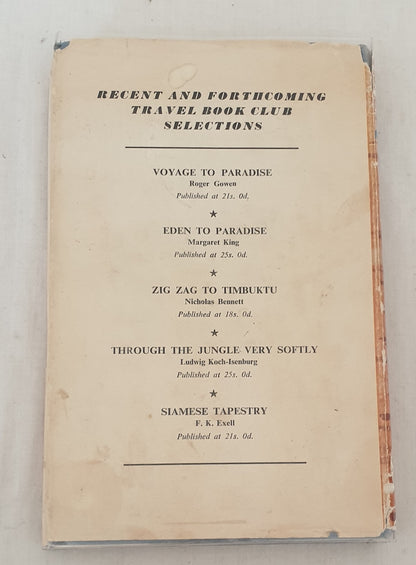 RECENT AND FORTHCOMING
TRAVEL BOOK CLUB
SELECTIONS
VOYAGE TO PARADISE
Roger Gowen
Published at 21s. 0d.
★
EDEN TO PARADISE
Margaret King
Published at 25s. 0d.
★
ZIG ZAG TO TIMBUKTU
Nicholas Bennett
Published at 18s. 0d.
★
THROUGH THE JUNGLE VERY SOFTLY
Ludwig Koch-Isenburg
Published at 25s. 0d.
★
SIAMESE TAPESTRY
F. K. Exell
Published at 21s. 0d.